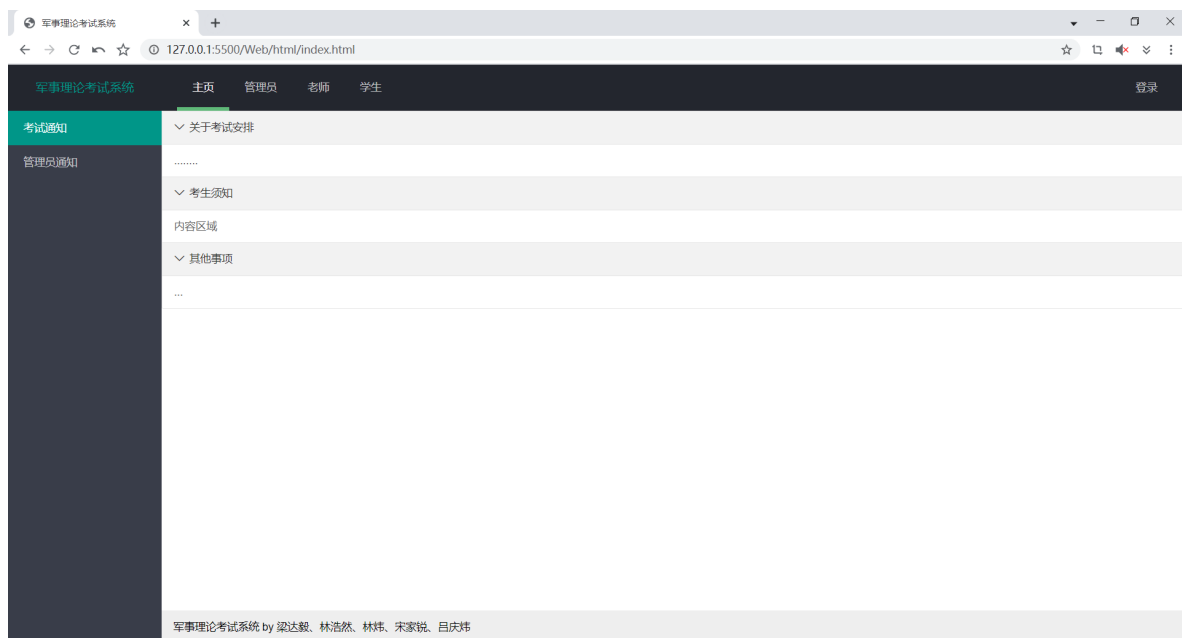 军事理论考试系统
127.0.0.1:5500/Web/html/index.html
军事理论考试系统 主页 管理员 老师 学生 登录
考试通知
管理员通知
关于考试安排
........
考生须知
内容区域
其他事项
...
军事理论考试系统 by 梁达毅、林浩然、林炜、宋家锐、吕庆炜